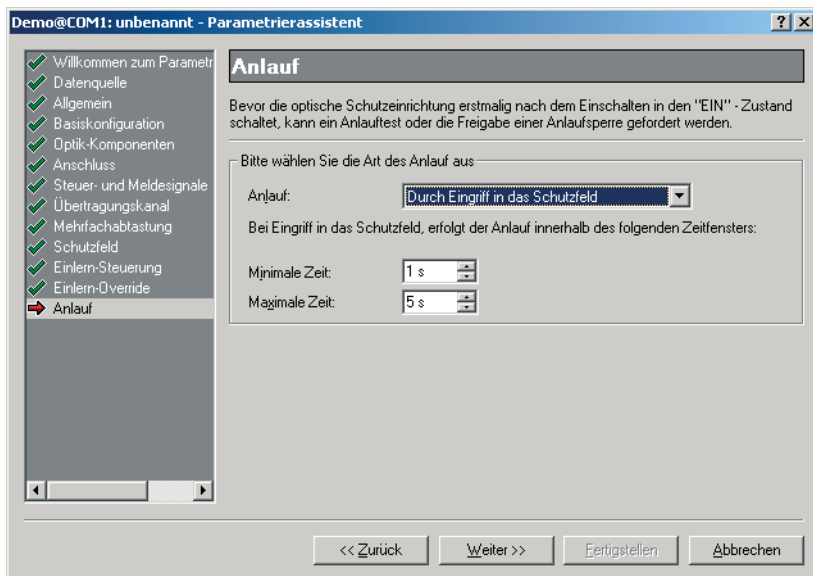 Demo@COM1: unbenannt - Parametrierassistent
Willkommen zum Parametr
Datenquelle
Allgemein
Basiskonfiguration
Optik-Komponenten
Anschluss
Steuer- und Meldesignale
Übertragungskanal
Mehrfachabtastung
Schutzfeld
Einlern-Steuerung
Einlern-Override
Anlauf
Anlauf
Bevor die optische Schutzeinrichtung erstmalig nach dem Einschalten in den "EIN" - Zustand
schaltet, kann ein Anlauftest oder die Freigabe einer Anlaufsperre gefordert werden.
Bitte wählen Sie die Art des Anlauf aus
Anlauf: Durch Eingriff in das Schutzfeld
Bei Eingriff in das Schutzfeld, erfolgt der Anlauf innerhalb des folgenden Zeitfensters:
Minimale Zeit: 1 s
Maximale Zeit: 5 s
<< Zurück Weiter >> Fertigstellen Abbrechen